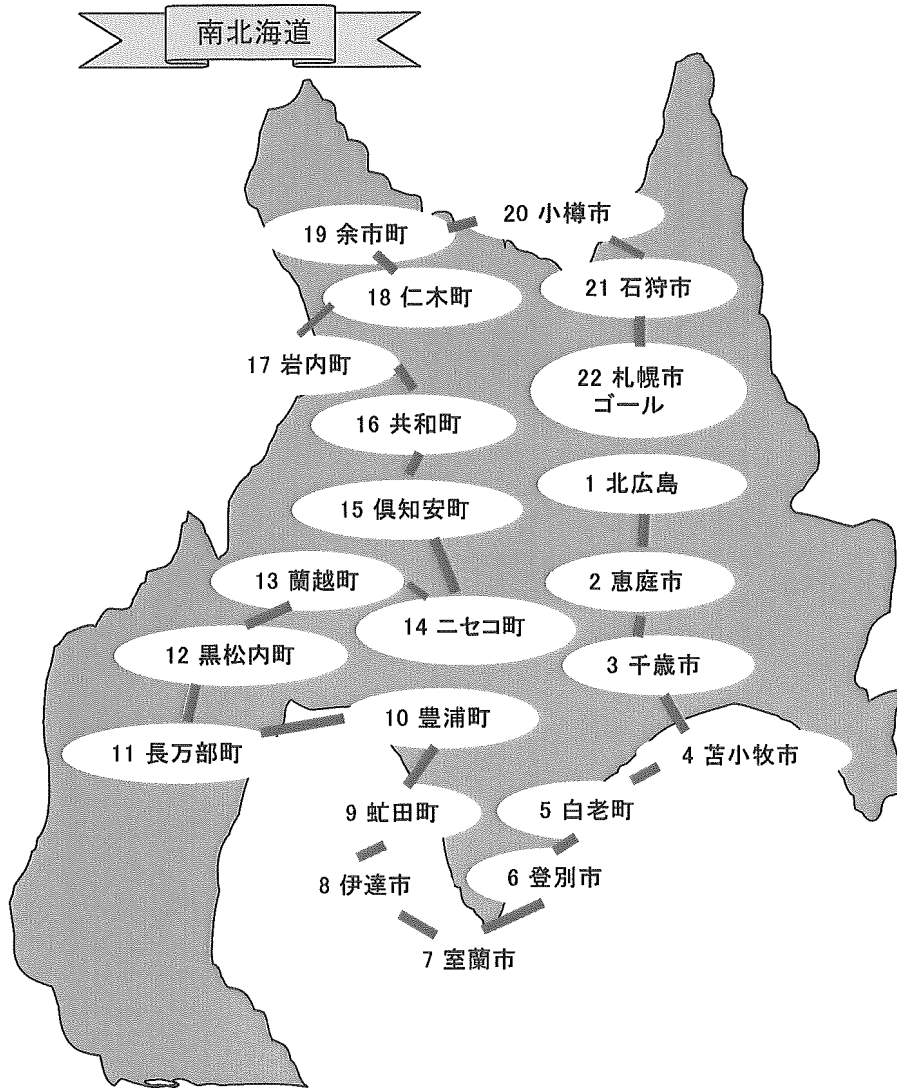 南北海道
20 小樽市
19 余市町
21 石狩市
18 仁木町
17 岩内町
22 札幌市
ゴール
16 共和町
1 北広島
15 倶知安町
13 蘭越町
2 恵庭市
14 ニセコ町
12 黒松内町
3 千歳市
10 豊浦町
11 長万部町
4 苫小牧市
9 虻田町
5 白老町
8 伊達市
6 登別市
7 室蘭市